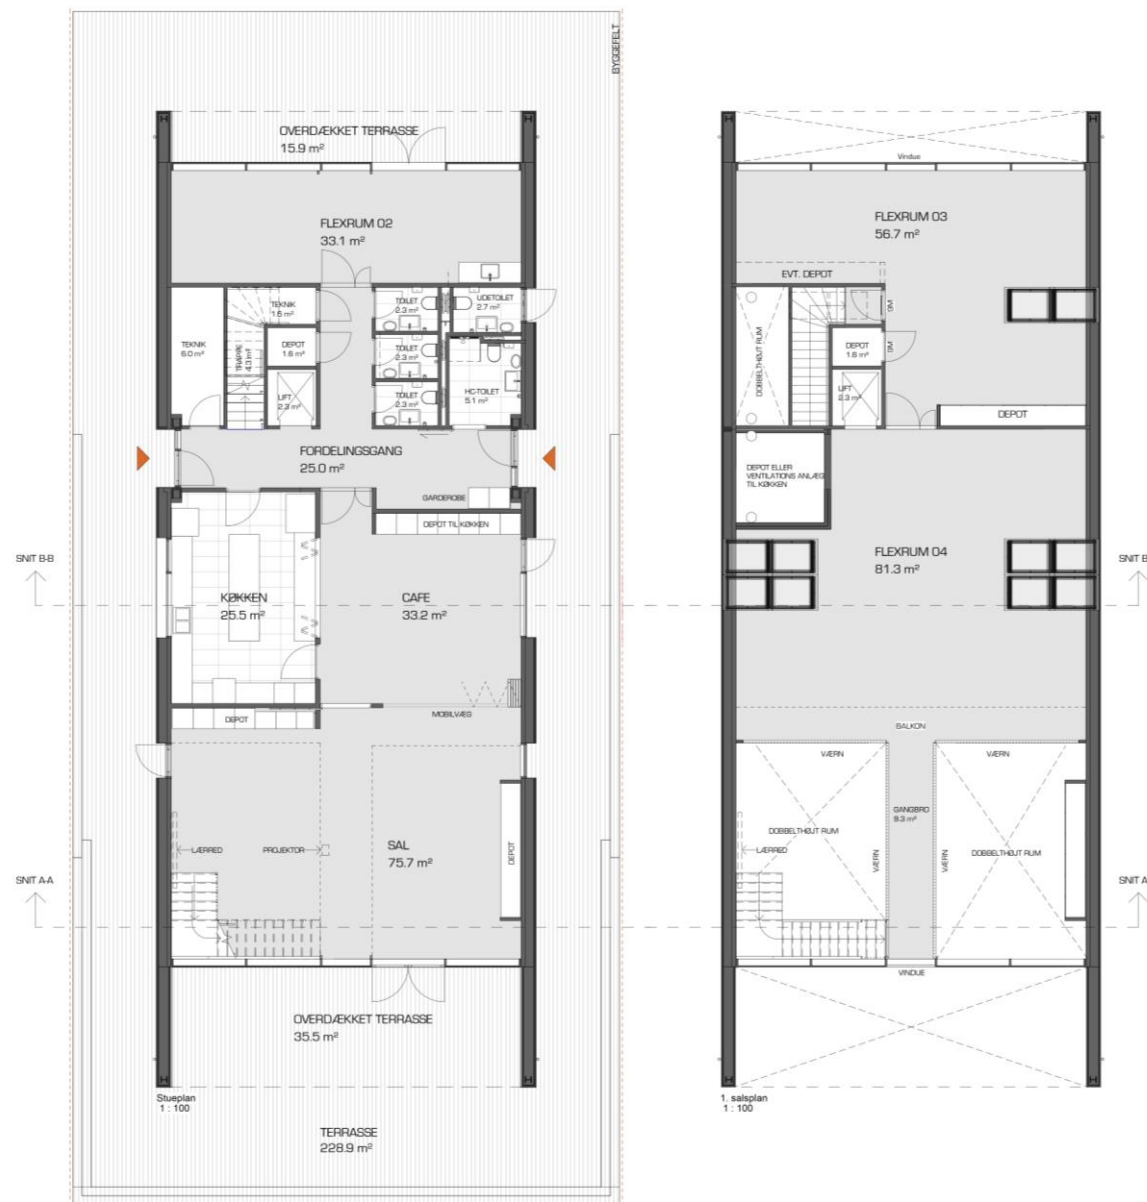 BYGGEFELT
OVERDÆKKET TERRASSE
15.9 m²
FLEXRUM 02
33.1 m²
TEKNIK
1.6 m²
TOILET
2.3 m²
UDETOILET
2.7 m²
TEKNIK
6.0 m²
TRAPPE
4.3 m²
DEPOT
1.6 m²
TOILET
2.3 m²
LIFT
2.3 m²
TOILET
2.3 m²
HC-TOILET
5.1 m²
FORDELINGSGANG
25.0 m²
GARDEROBE
DEPOT TIL KØKKEN
SNIT B-B
KØKKEN
25.5 m²
CAFE
33.2 m²
DEPOT
MOBILVÆG
LÆRRED
PROJEKTOR
SAL
75.7 m²
DEPOT
SNIT A-A
OVERDÆKKET TERRASSE
35.5 m²
Stueplan
1 : 100
TERRASSE
228.9 m²
Vindue
FLEXRUM 03
56.7 m²
EVT. DEPOT
DOBBELTHØJT RUM
GM
DEPOT
1.6 m²
GM
LIFT
2.3 m²
DEPOT
DEPOT ELLER
VENTILATIONS ANLÆG
TIL KØKKEN
FLEXRUM 04
81.3 m²
SNIT B
BALKON
VÆRN
VÆRN
GANGBRO
9.3 m²
DOBBELTHØJT RUM
LÆRRED
VÆRN
VÆRN
DOBBELTHØJT RUM
SNIT A
VINDUE
1. salsplan
1 : 100